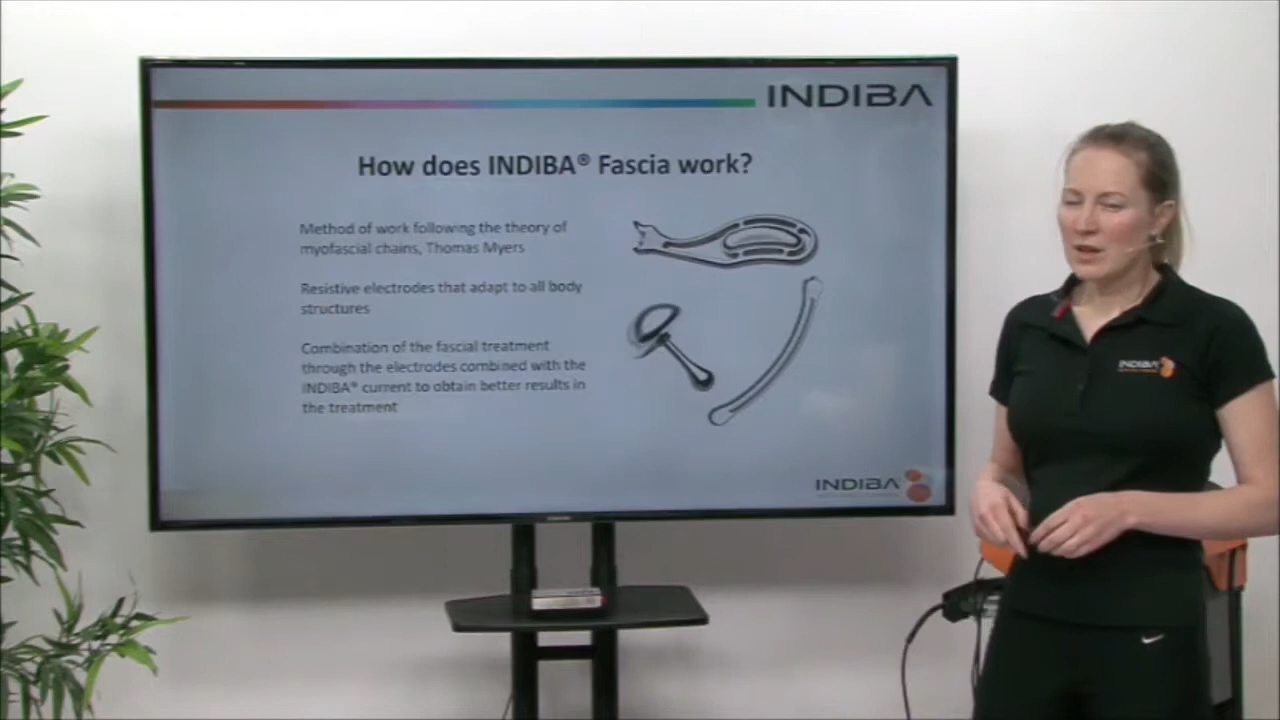 INDIBA
How does INDIBA® Fascia work?
Method of work following the theory of
myofascial chains, Thomas Myers
Resistive electrodes that adapt to all body
structures
Combination of the fascial treatment
through the electrodes combined with the
INDIBA® current to obtain better results in
the treatment
INDIBA
INDIBA